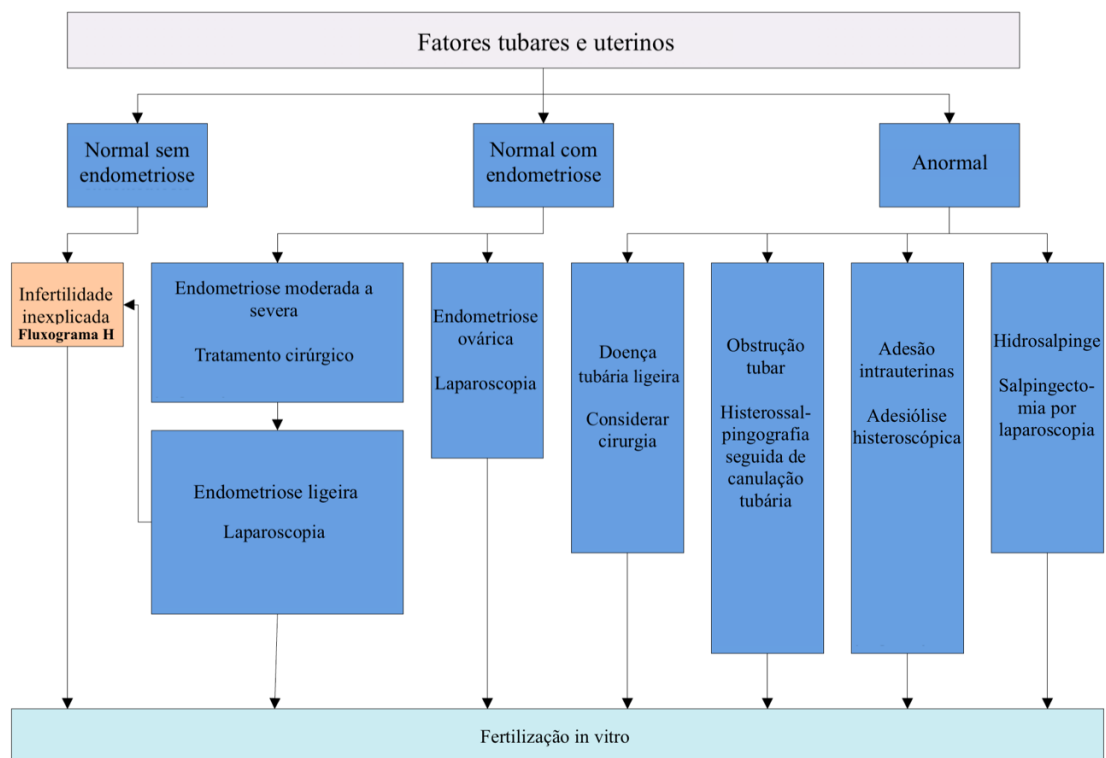 Fatores tubares e uterinos
Normal sem
endometriose
Normal com
endometriose
Anormal
Infertilidade
inexplicada
Fluxograma H
Endometriose moderada a
severa
Tratamento cirúrgico
Endometriose ligeira
Laparoscopia
Endometriose
ovárica
Laparoscopia
Doença
tubária ligeira
Considerar
cirurgia
Obstrução
tubar
Histerossal-
pingografia
seguida de
canulação
tubária
Adesão
intrauterinas
Adesiólise
histeroscópica
Hidrosalpinge
Salpingecto-
mia por
laparoscopia
Fertilização in vitro